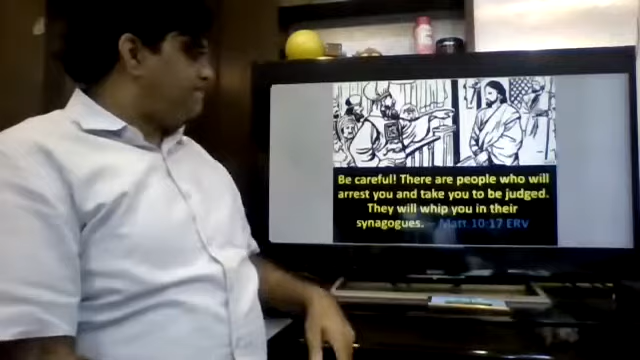 Be careful! There are people who will
arrest you and take you to be judged.
They will whip you in their
synagogues. – Matt 10:17 ERV